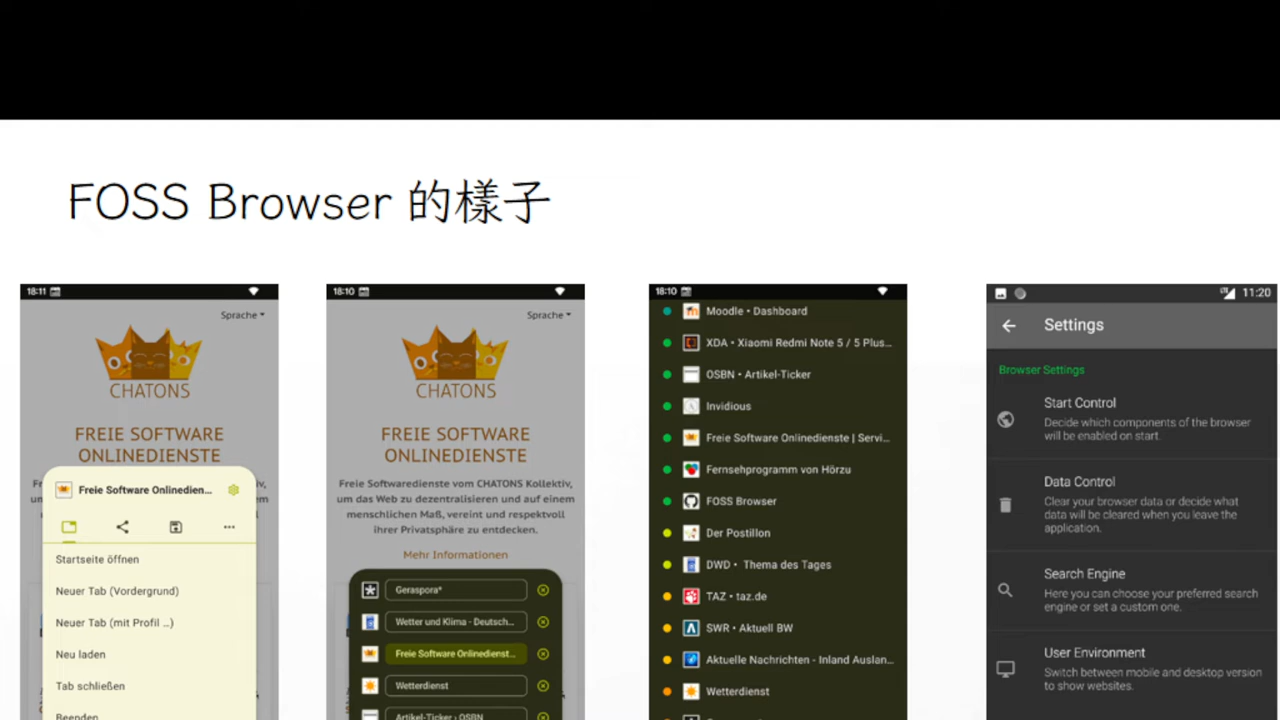 FOSS Browser 的樣子
18:11
Sprache
CHATONS
FREIE SOFTWARE
ONLINEDIENSTE
Freie Software Onlinedien...
Startseite öffnen
Neuer Tab (Vordergrund)
Neuer Tab (mit Profil ...)
Neu laden
Tab schließen
Beenden
18:10
Sprache
CHATONS
FREIE SOFTWARE
ONLINEDIENSTE
Freie Softwaredienste vom CHATONS Kollektiv,
um das Web zu dezentralisieren und auf einem
menschlichen Maß, vereint und respektvoll
ihrer Privatsphäre zu entdecken.
Mehr Informationen
Geraspora*
Wetter und Klima - Deutsch...
Freie Software Onlinedienst...
Wetterdienst
Artikel-Ticker › OSBN
18:10
Moodle • Dashboard
XDA • Xiaomi Redmi Note 5 / 5 Plus...
OSBN • Artikel-Ticker
Invidious
Freie Software Onlinedienste | Servi...
Fernsehprogramm von Hörzu
FOSS Browser
Der Postillon
DWD • Thema des Tages
TAZ • taz.de
SWR • Aktuell BW
Aktuelle Nachrichten - Inland Auslan...
Wetterdienst
11:20
Settings
Browser Settings
Start Control
Decide which components of the browser
will be enabled on start.
Data Control
Clear your browser data or decide what
data will be cleared when you leave the
application.
Search Engine
Here you can choose your preferred search
engine or set a custom one.
User Environment
Switch between mobile and desktop version
to show websites.